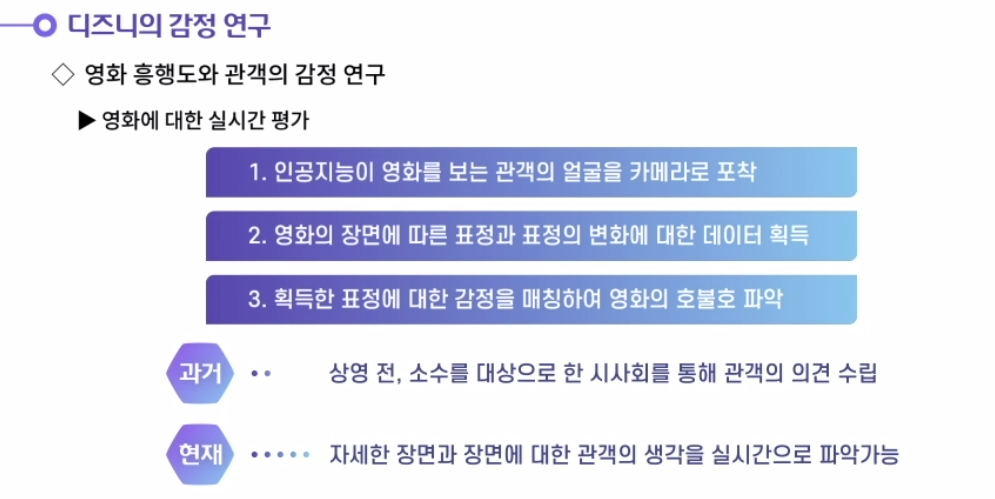 디즈니의 감정 연구
◇ 영화 흥행도와 관객의 감정 연구
▶ 영화에 대한 실시간 평가
1. 인공지능이 영화를 보는 관객의 얼굴을 카메라로 포착
2. 영화의 장면에 따른 표정과 표정의 변화에 대한 데이터 획득
3. 획득한 표정에 대한 감정을 매칭하여 영화의 호불호 파악
과거 •• 상영 전, 소수를 대상으로 한 시사회를 통해 관객의 의견 수립
현재 ••••• 자세한 장면과 장면에 대한 관객의 생각을 실시간으로 파악가능